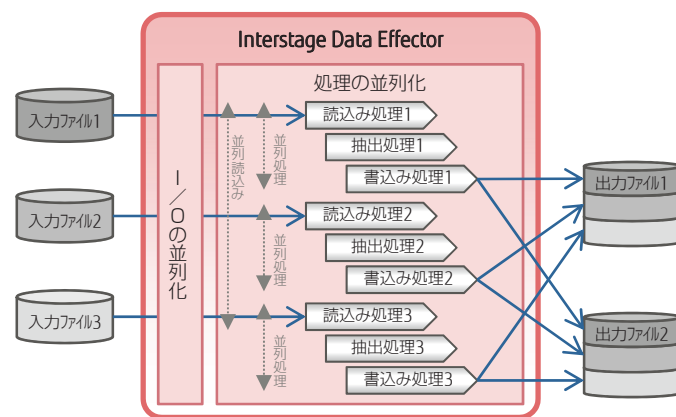 Interstage Data Effector
処理の並列化
入力ファイル1
入力ファイル2
入力ファイル3
I/Oの並列化
並列読込み
並列処理
読込み処理1
抽出処理1
書込み処理1
並列処理
読込み処理2
抽出処理2
書込み処理2
並列処理
読込み処理3
抽出処理3
書込み処理3
出力ファイル1
出力ファイル2